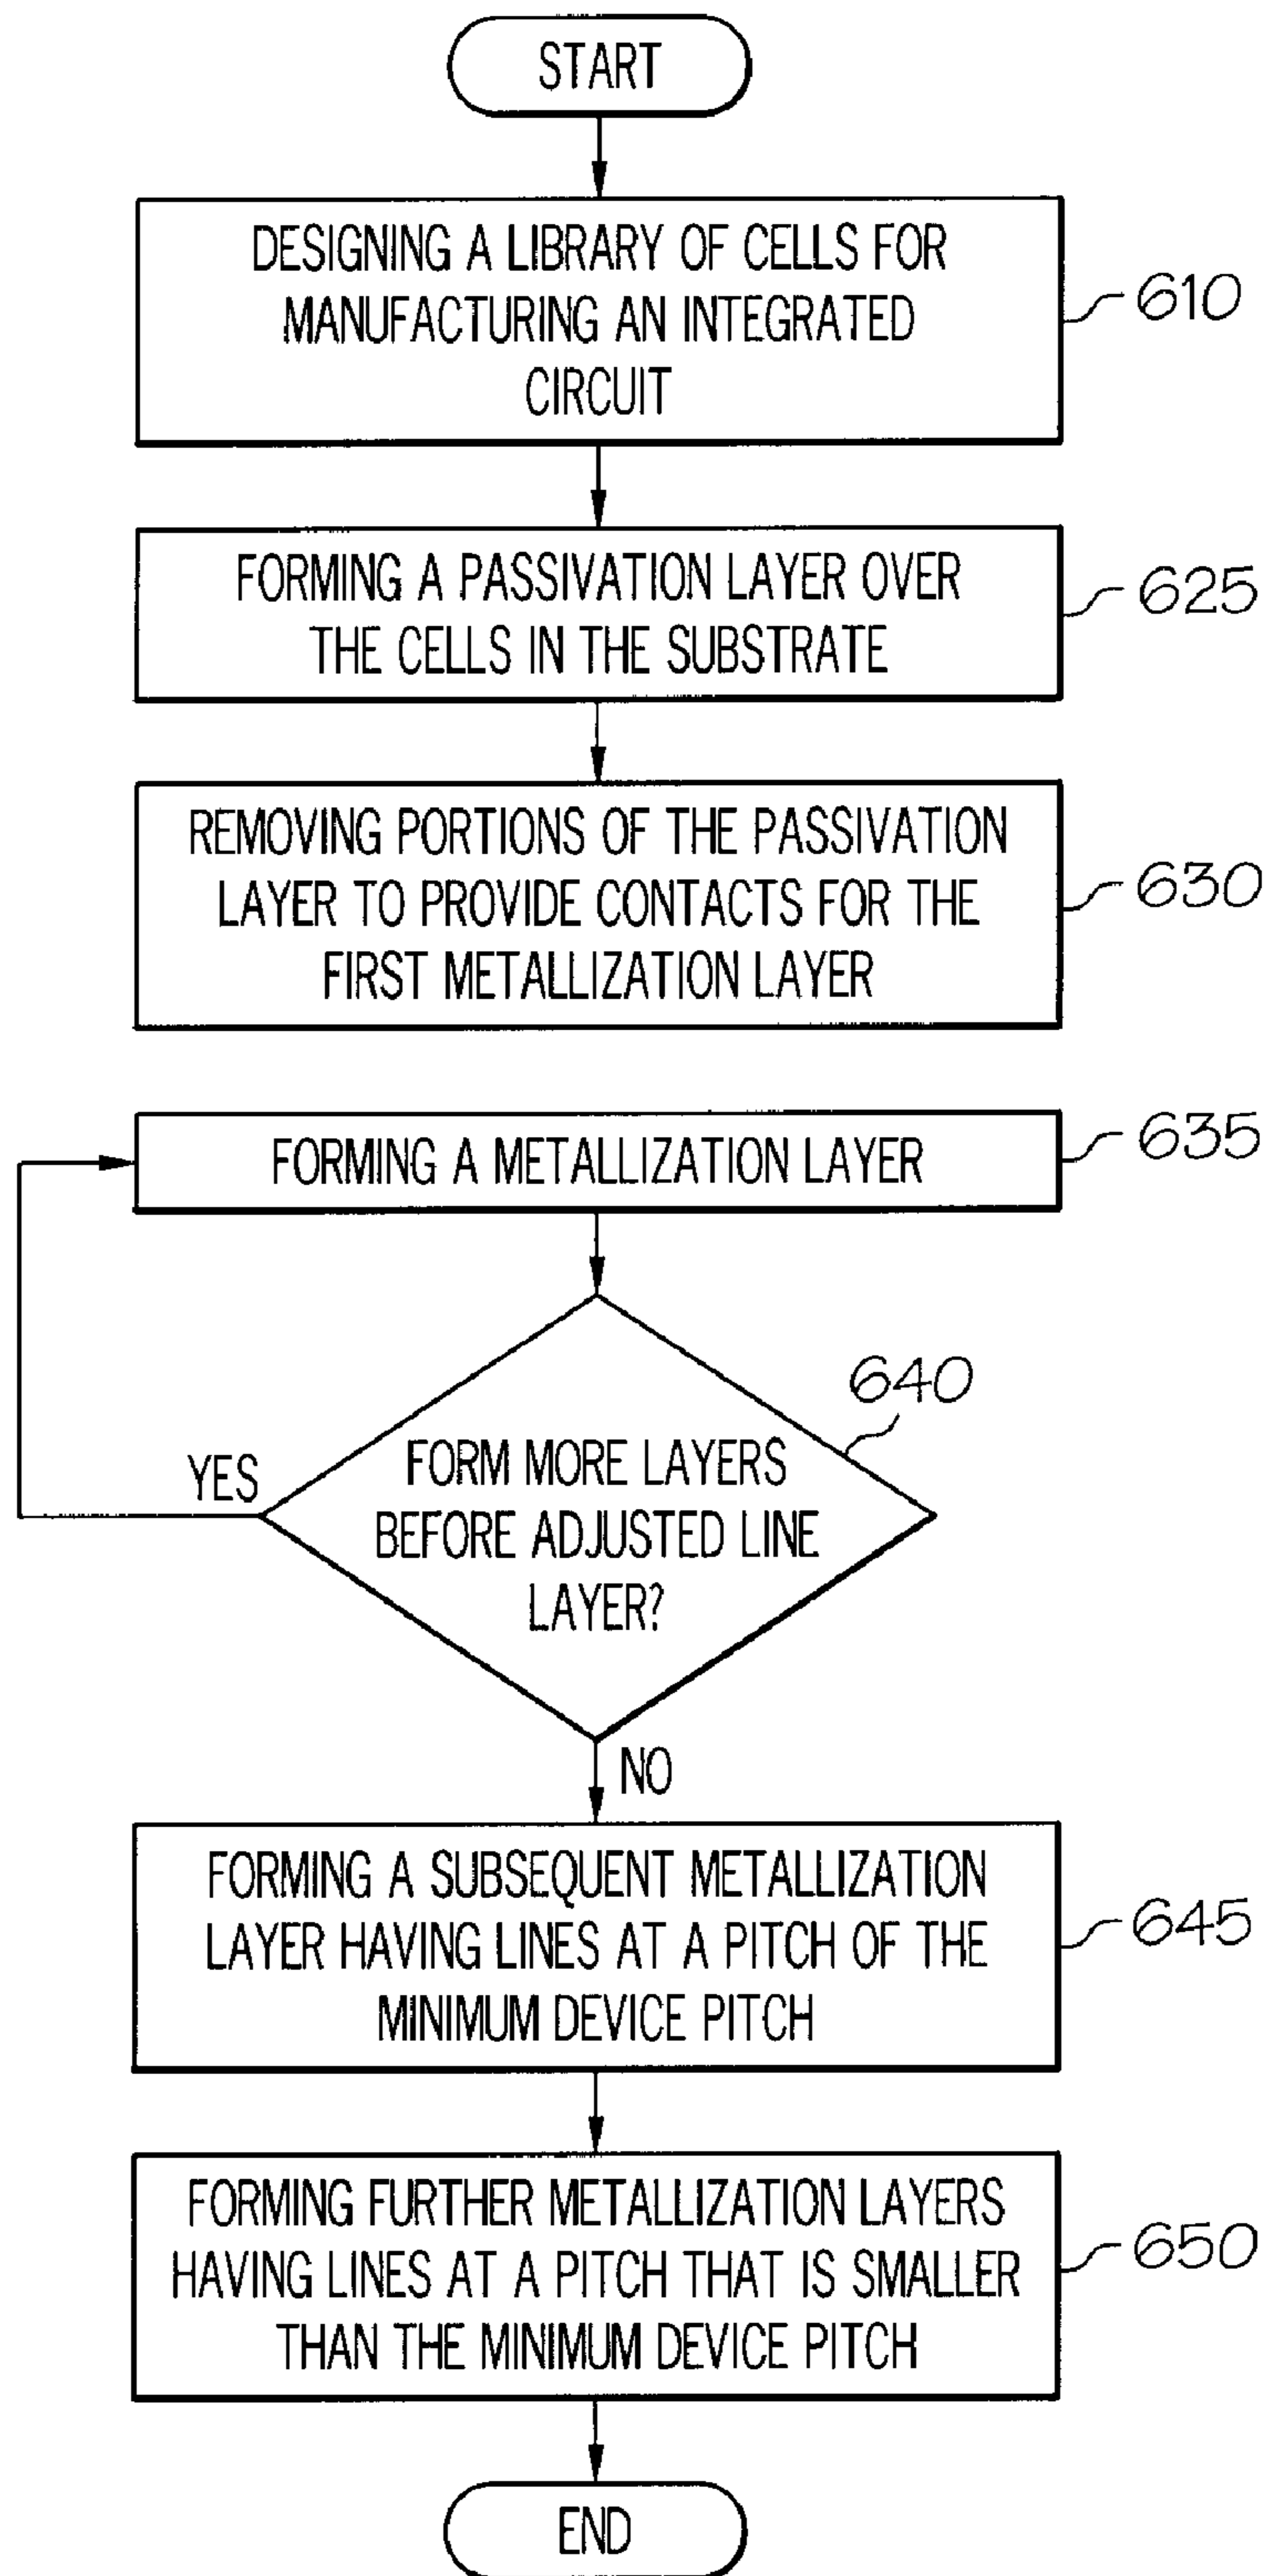 START
DESIGNING A LIBRARY OF CELLS FOR
MANUFACTURING AN INTEGRATED
CIRCUIT
610
FORMING A PASSIVATION LAYER OVER
THE CELLS IN THE SUBSTRATE
625
REMOVING PORTIONS OF THE PASSIVATION
LAYER TO PROVIDE CONTACTS FOR THE
FIRST METALLIZATION LAYER
630
FORMING A METALLIZATION LAYER
635
FORM MORE LAYERS
BEFORE ADJUSTED LINE
LAYER?
640
YES
NO
FORMING A SUBSEQUENT METALLIZATION
LAYER HAVING LINES AT A PITCH OF THE
MINIMUM DEVICE PITCH
645
FORMING FURTHER METALLIZATION LAYERS
HAVING LINES AT A PITCH THAT IS SMALLER
THAN THE MINIMUM DEVICE PITCH
650
END